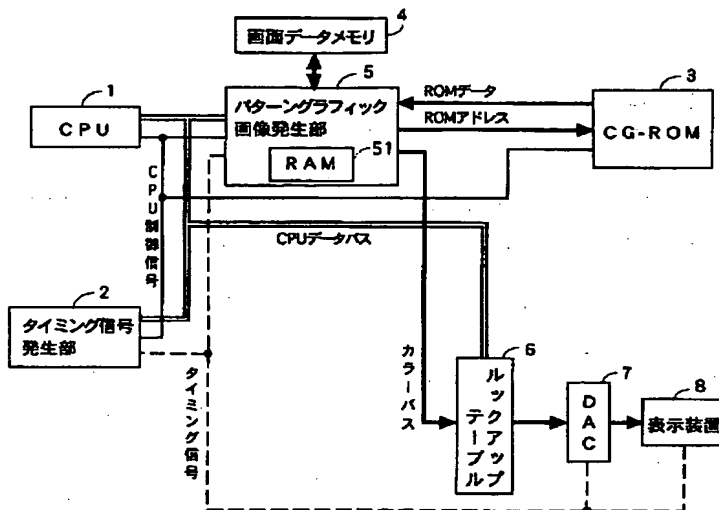 4
画面データメモリ
1
CPU
5
パターングラフィック
画像発生部
RAM
51
ROMデータ
ROMアドレス
3
CG-ROM
CPU制御信号
CPUデータバス
2
タイミング信号
発生部
タイミング信号
カラーバス
6
ルックアップ
テーブル
7
DAC
8
表示装置